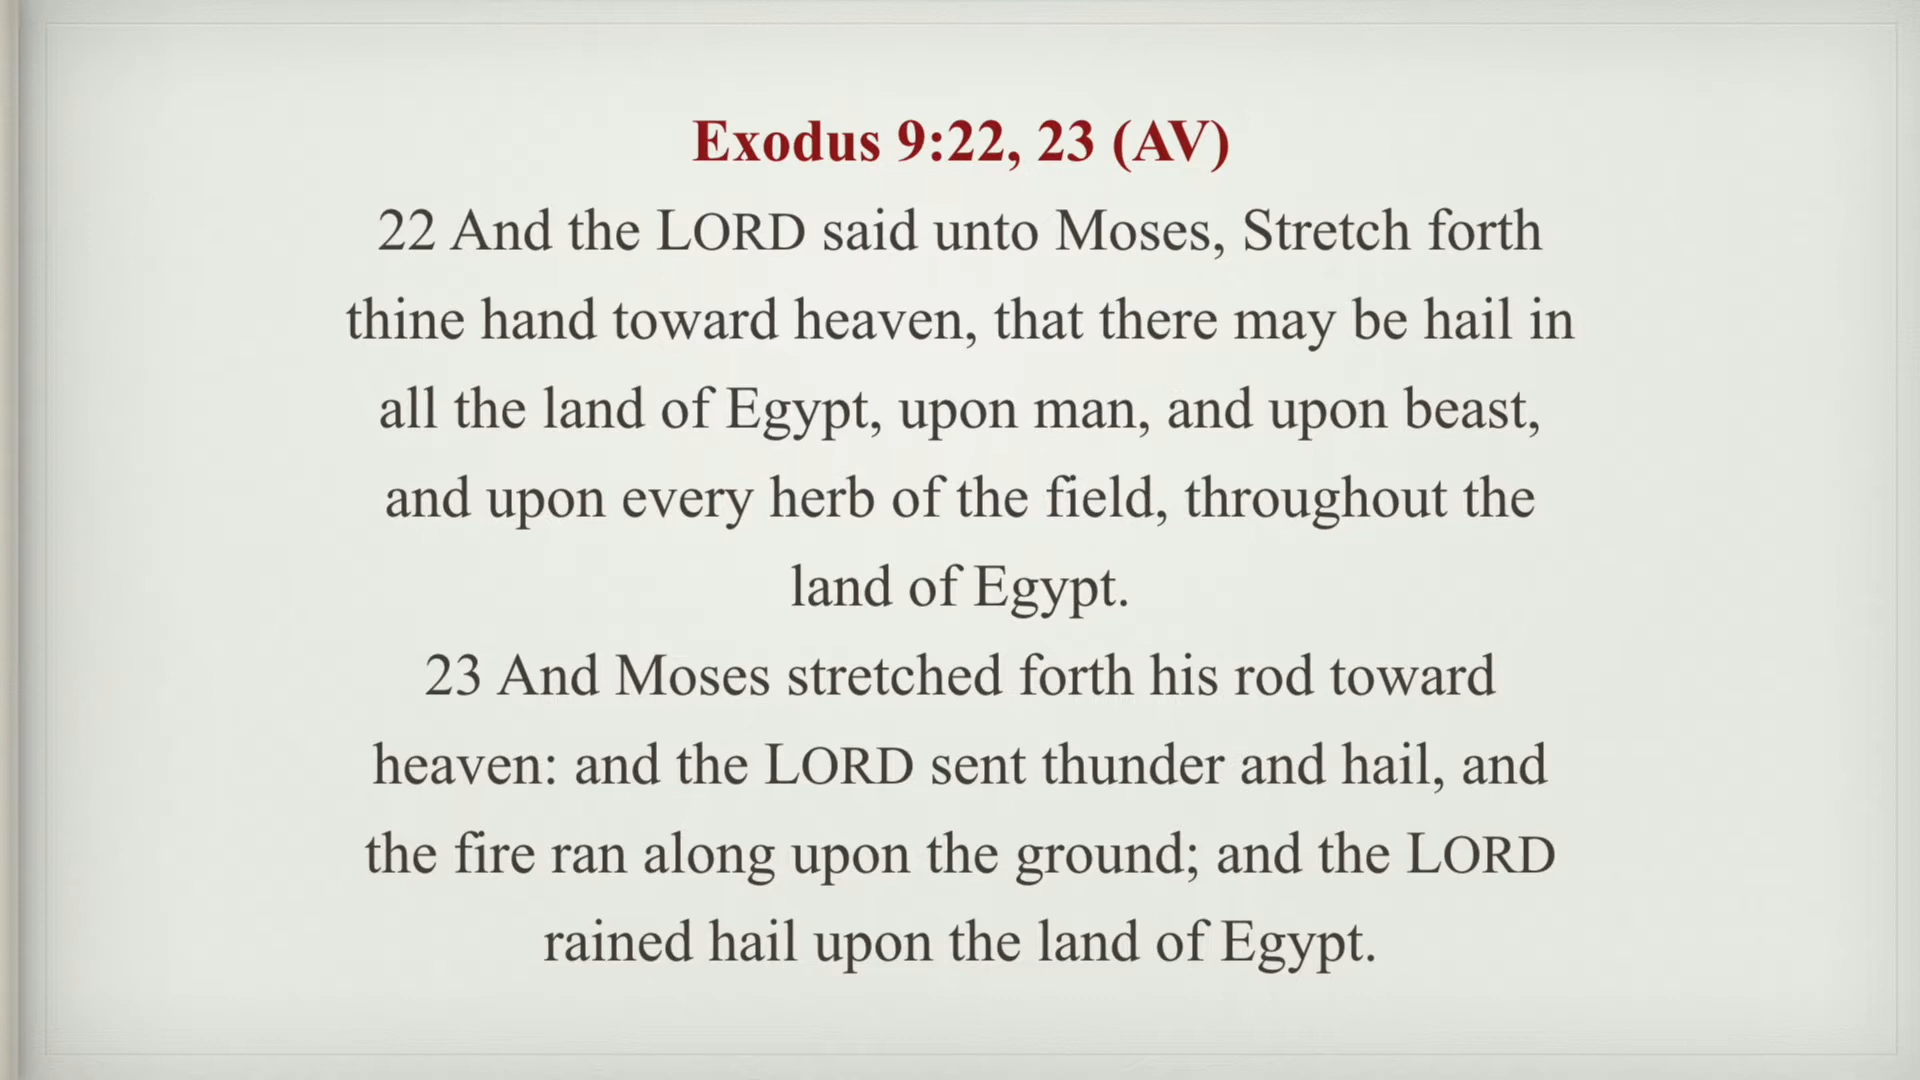 Exodus 9:22, 23 (AV)
22 And the LORD said unto Moses, Stretch forth
thine hand toward heaven, that there may be hail in
all the land of Egypt, upon man, and upon beast,
and upon every herb of the field, throughout the
land of Egypt.
23 And Moses stretched forth his rod toward
heaven: and the LORD sent thunder and hail, and
the fire ran along upon the ground; and the LORD
rained hail upon the land of Egypt.